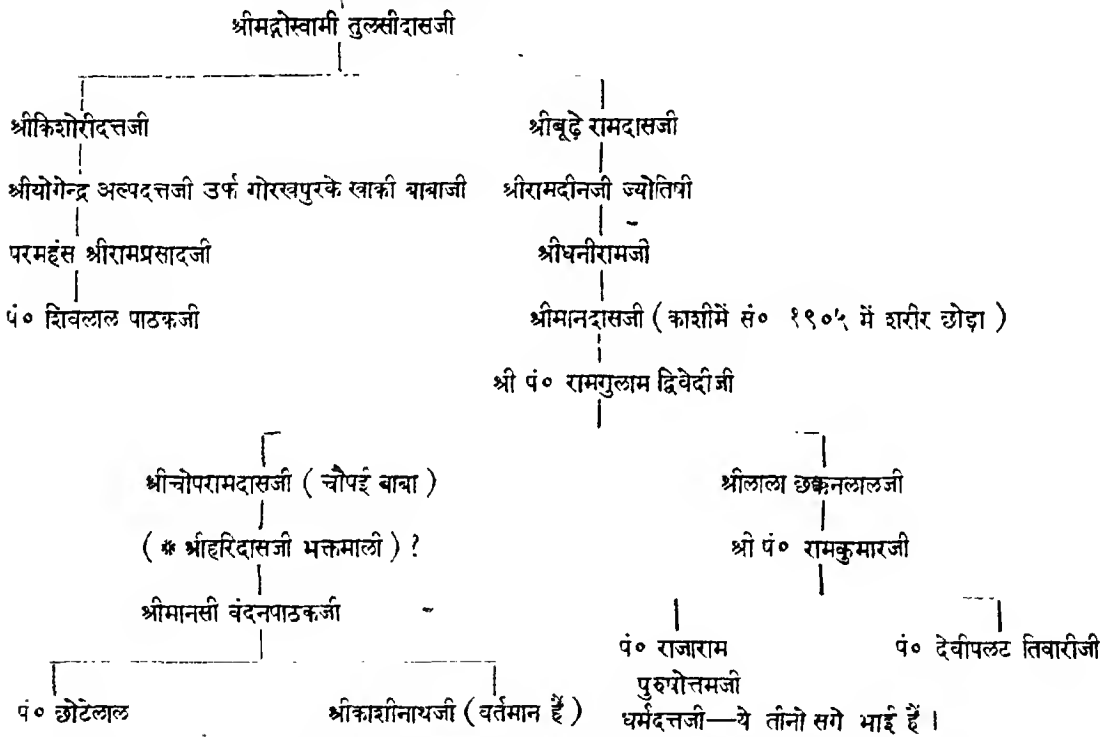 श्रीमद्गोस्वामी तुलसीदासजी
श्रीकिशोरीदत्तजी श्रीबूढ़े रामदासजी
श्रीयोगेन्द्र अल्पदत्तजी उर्फ गोरखपुरके खाकी बाबाजी श्रीरामदीनजी ज्योतिषी
परमहंस श्रीरामप्रसादजी श्रीधनीरामजी
पं० शिवलाल पाठकजी श्रीमानदासजी ( काशीमें सं० १९०५ में शरीर छोड़ा )
श्री पं० रामगुलाम द्विवेदीजी
श्रीचोपरामदासजी ( चौपई बाबा ) श्रीलाला छक्कनलालजी
( * श्रीहरिदासजी भक्तमाली ) ? श्री पं० रामकुमारजी
श्रीमानसी वंदनपाठकजी
पं० राजाराम पं० देवीपलट तिवारीजी
पुरुषोत्तमजी
पं० छोटेलाल श्रीकाशीनाथजी ( वर्तमान हैं ) धर्मदत्तजी—ये तीनो सगे भाई हैं ।